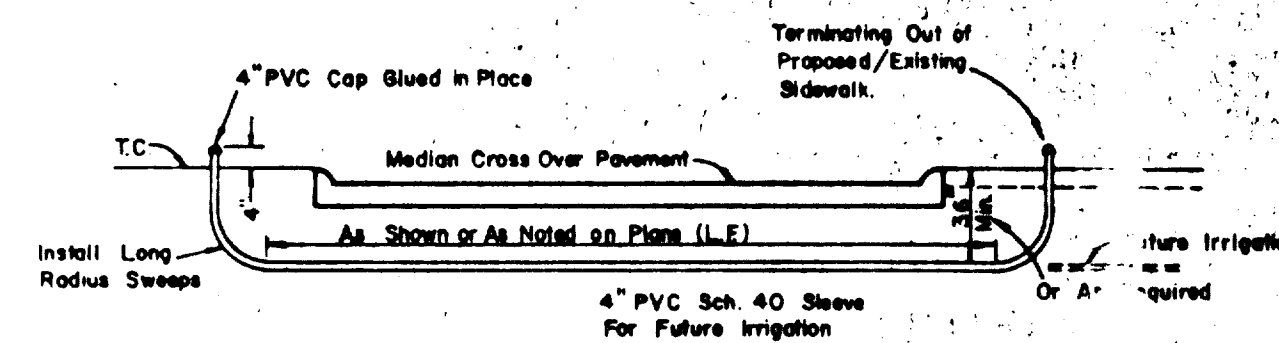 Terminating Out of
Proposed/Existing
Sidewalk.
4" PVC Cap Glued in Place
T.C.
Median Cross Over Pavement
4"
36"
Min.
As Shown or As Noted on Plans (L.F.)
Install Long
Radius Sweeps
Irrigation
Or
4" PVC Sch. 40 Sleeve
For Future Irrigation